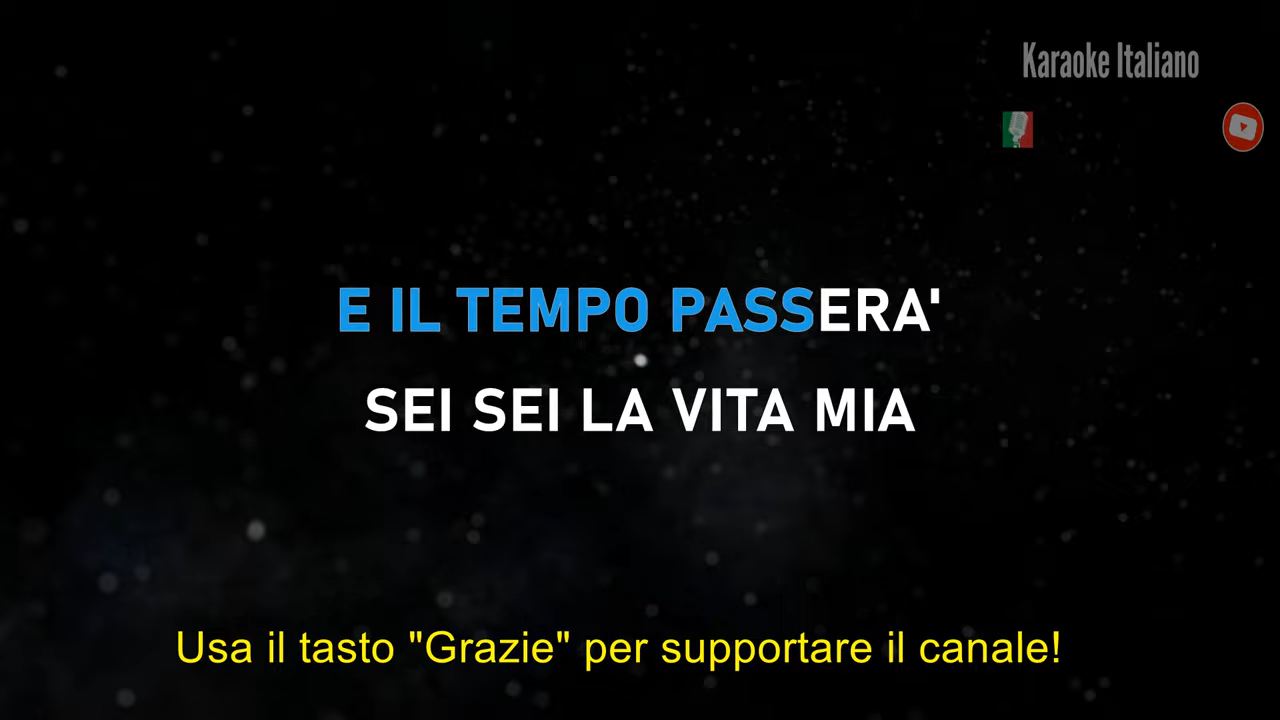 Karaoke Italiano
E IL TEMPO PASSERA'
SEI SEI LA VITA MIA
Usa il tasto "Grazie" per supportare il canale!